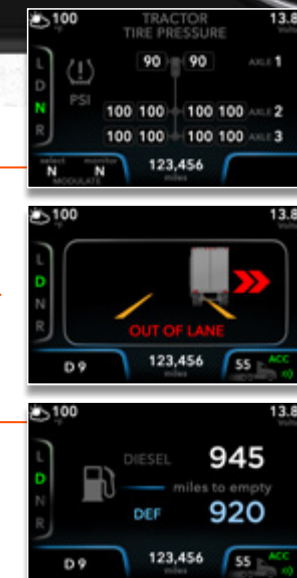 100 TRACTOR 13.8
°F TIRE PRESSURE Volts
L 90 90 AXLE 1
D
PSI
N 100 100 100 100 AXLE 2
R 100 100 100 100 AXLE 3
select monitor
N N 123,456
MODULATE miles
100 13.8
°F Volts
L
D
N
R OUT OF LANE
D 9 123,456 55 ACC
miles
100 13.8
°F Volts
L DIESEL 945
D miles to empty
N DEF 920
R
D 9 123,456 55 ACC
miles